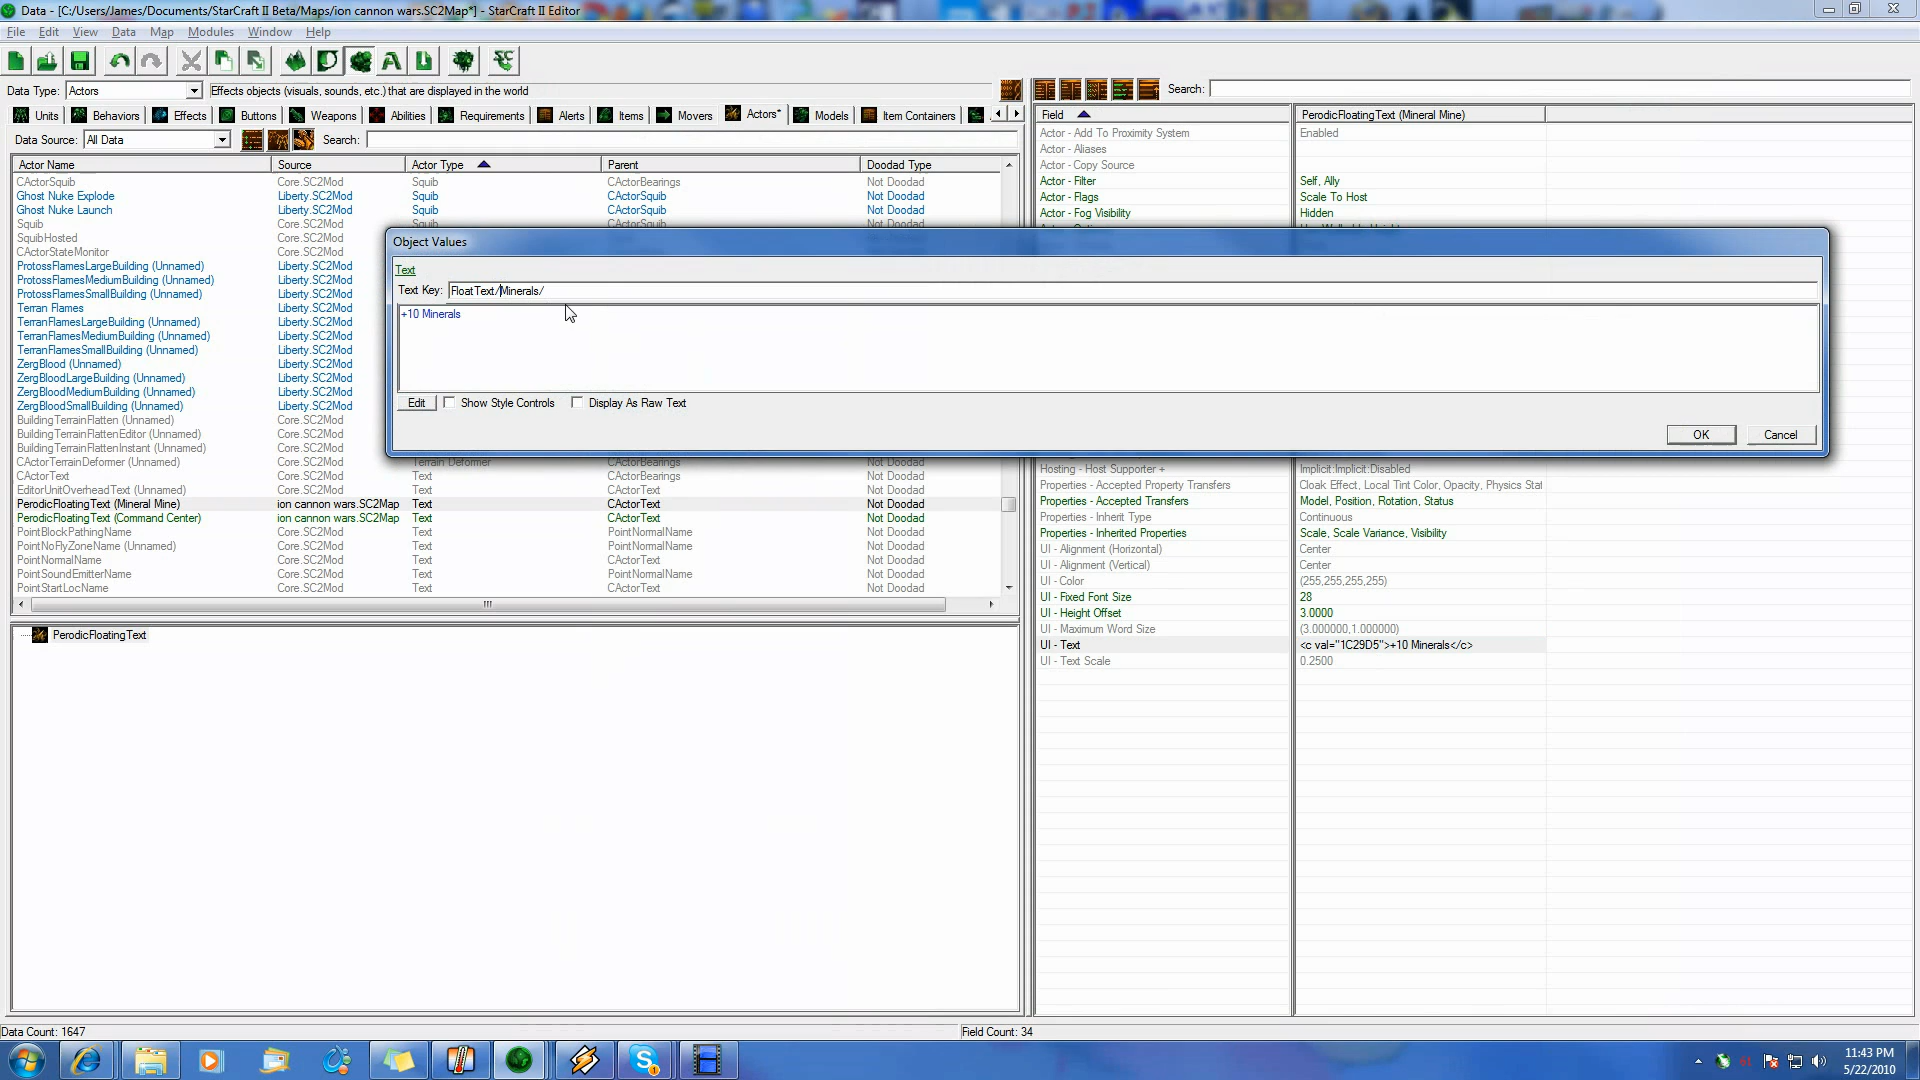 Data - [C:/Users/James/Documents/StarCraft II Beta/Maps/ion cannon wars.SC2Map*] - StarCraft II Editor
File Edit View Data Map Modules Window Help
Data Type: Actors Effects objects (visuals, sounds, etc.) that are displayed in the world
Search:
Units Behaviors Effects Buttons Weapons Abilities Requirements Alerts Items Movers Actors* Models Item Containers
Data Source: All Data Search:
Actor Name Source Actor Type Parent Doodad Type
CActorSquib Core.SC2Mod Squib CActorBearings Not Doodad
Ghost Nuke Explode Liberty.SC2Mod Squib CActorSquib Not Doodad
Ghost Nuke Launch Liberty.SC2Mod Squib CActorSquib Not Doodad
Squib Core.SC2Mod Squib CActorSquib Not Doodad
SquibHosted Core.SC2Mod
CActorStateMonitor Core.SC2Mod
ProtossFlamesLargeBuilding (Unnamed) Liberty.SC2Mod
ProtossFlamesMediumBuilding (Unnamed) Liberty.SC2Mod
ProtossFlamesSmallBuilding (Unnamed) Liberty.SC2Mod
Terran Flames Liberty.SC2Mod
TerranFlamesLargeBuilding (Unnamed) Liberty.SC2Mod
TerranFlamesMediumBuilding (Unnamed) Liberty.SC2Mod
TerranFlamesSmallBuilding (Unnamed) Liberty.SC2Mod
ZergBlood (Unnamed) Liberty.SC2Mod
ZergBloodLargeBuilding (Unnamed) Liberty.SC2Mod
ZergBloodMediumBuilding (Unnamed) Liberty.SC2Mod
ZergBloodSmallBuilding (Unnamed) Liberty.SC2Mod
BuildingTerrainFlatten (Unnamed) Core.SC2Mod
BuildingTerrainFlattenEditor (Unnamed) Core.SC2Mod
BuildingTerrainFlattenInstant (Unnamed) Core.SC2Mod
CActorTerrainDeformer (Unnamed) Core.SC2Mod Terrain Deformer CActorBearings Not Doodad
CActorText Core.SC2Mod Text CActorBearings Not Doodad
EditorUnitOverheadText (Unnamed) Core.SC2Mod Text CActorText Not Doodad
PerodicFloatingText (Mineral Mine) ion cannon wars.SC2Map Text CActorText Not Doodad
PerodicFloatingText (Command Center) ion cannon wars.SC2Map Text CActorText Not Doodad
PointBlockPathingName Core.SC2Mod Text PointNormalName Not Doodad
PointNoFlyZoneName (Unnamed) Core.SC2Mod Text PointNormalName Not Doodad
PointNormalName Core.SC2Mod Text CActorText Not Doodad
PointSoundEmitterName Core.SC2Mod Text PointNormalName Not Doodad
PointStartLocName Core.SC2Mod Text CActorText Not Doodad
PerodicFloatingText
Object Values
Text
Text Key: FloatText/Minerals/
+10 Minerals
Edit Show Style Controls Display As Raw Text
OK Cancel
Field PerodicFloatingText (Mineral Mine)
Actor - Add To Proximity System Enabled
Actor - Aliases
Actor - Copy Source
Actor - Filter Self, Ally
Actor - Flags Scale To Host
Actor - Fog Visibility Hidden
Hosting - Host Supporter + Implicit:Implicit:Disabled
Properties - Accepted Property Transfers Cloak Effect, Local Tint Color, Opacity, Physics Stat
Properties - Accepted Transfers Model, Position, Rotation, Status
Properties - Inherit Type Continuous
Properties - Inherited Properties Scale, Scale Variance, Visibility
UI - Alignment (Horizontal) Center
UI - Alignment (Vertical) Center
UI - Color (255,255,255,255)
UI - Fixed Font Size 28
UI - Height Offset 3.0000
UI - Maximum Word Size (3.000000,1.000000)
UI - Text <c val="1C29D5">+10 Minerals</c>
UI - Text Scale 0.2500
Data Count: 1647 Field Count: 34
11:43 PM
5/22/2010